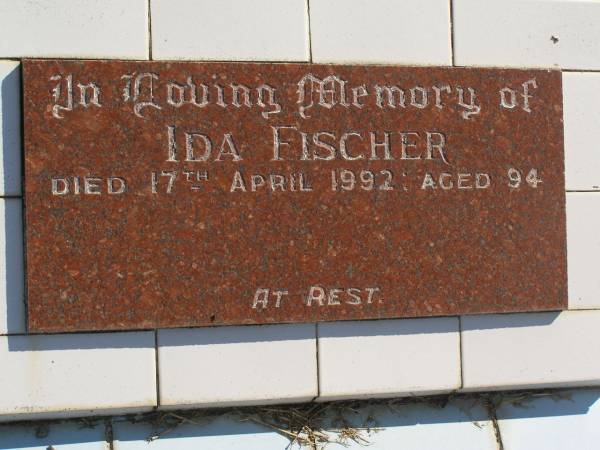 In Loving Memory of
IDA FISCHER
DIED 17TH APRIL 1992. AGED 94
AT REST.